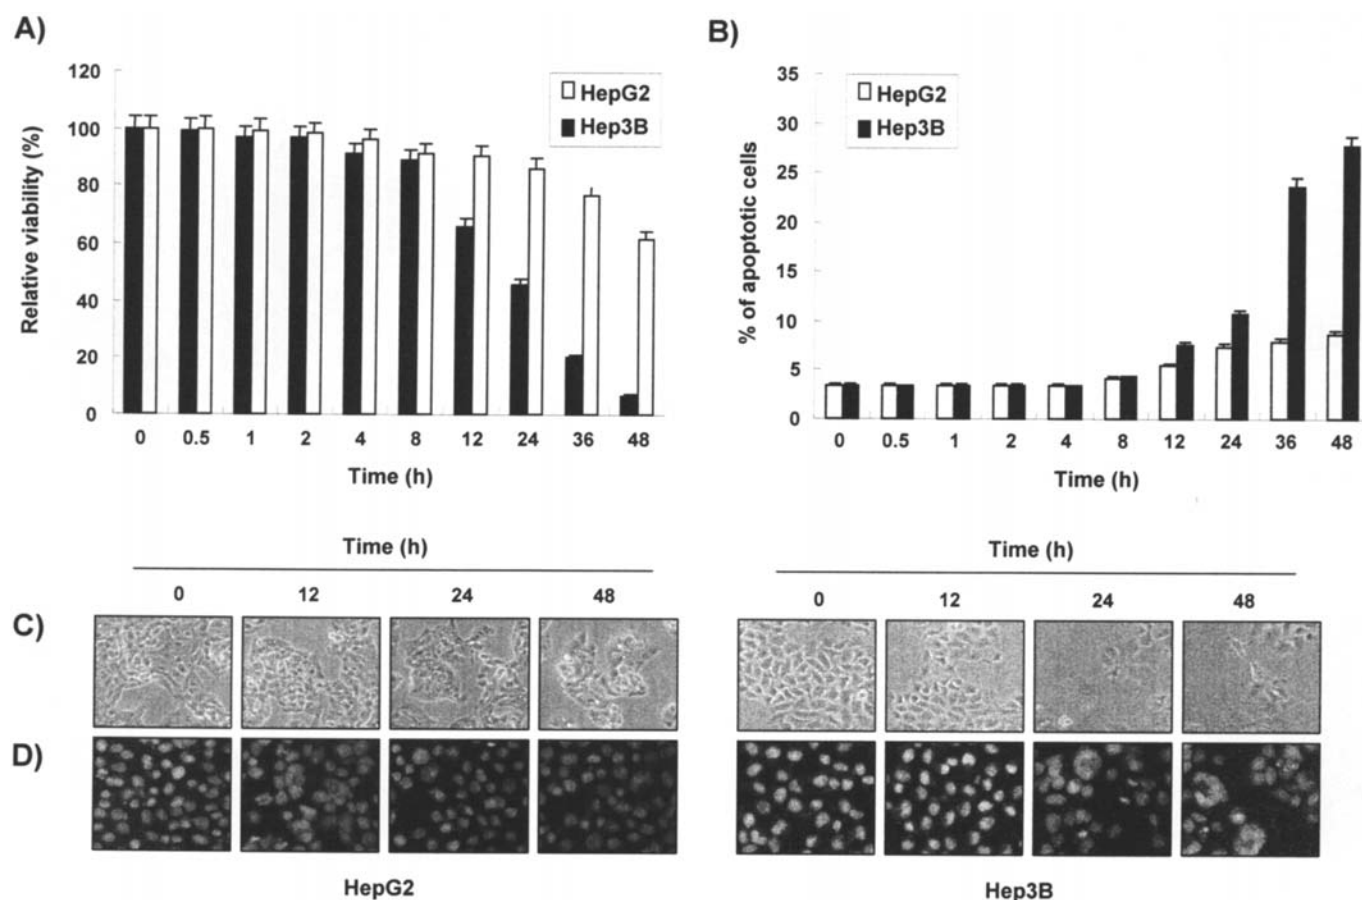 A)
120
100
80
60
40
20
0
Relative viability (%)
HepG2
Hep3B
0 0.5 1 2 4 8 12 24 36 48
Time (h)
B)
35
30
25
20
15
10
5
0
% of apoptotic cells
HepG2
Hep3B
0 0.5 1 2 4 8 12 24 36 48
Time (h)
Time (h)
0 12 24 48
Time (h)
0 12 24 48
C)
D)
HepG2
Hep3B